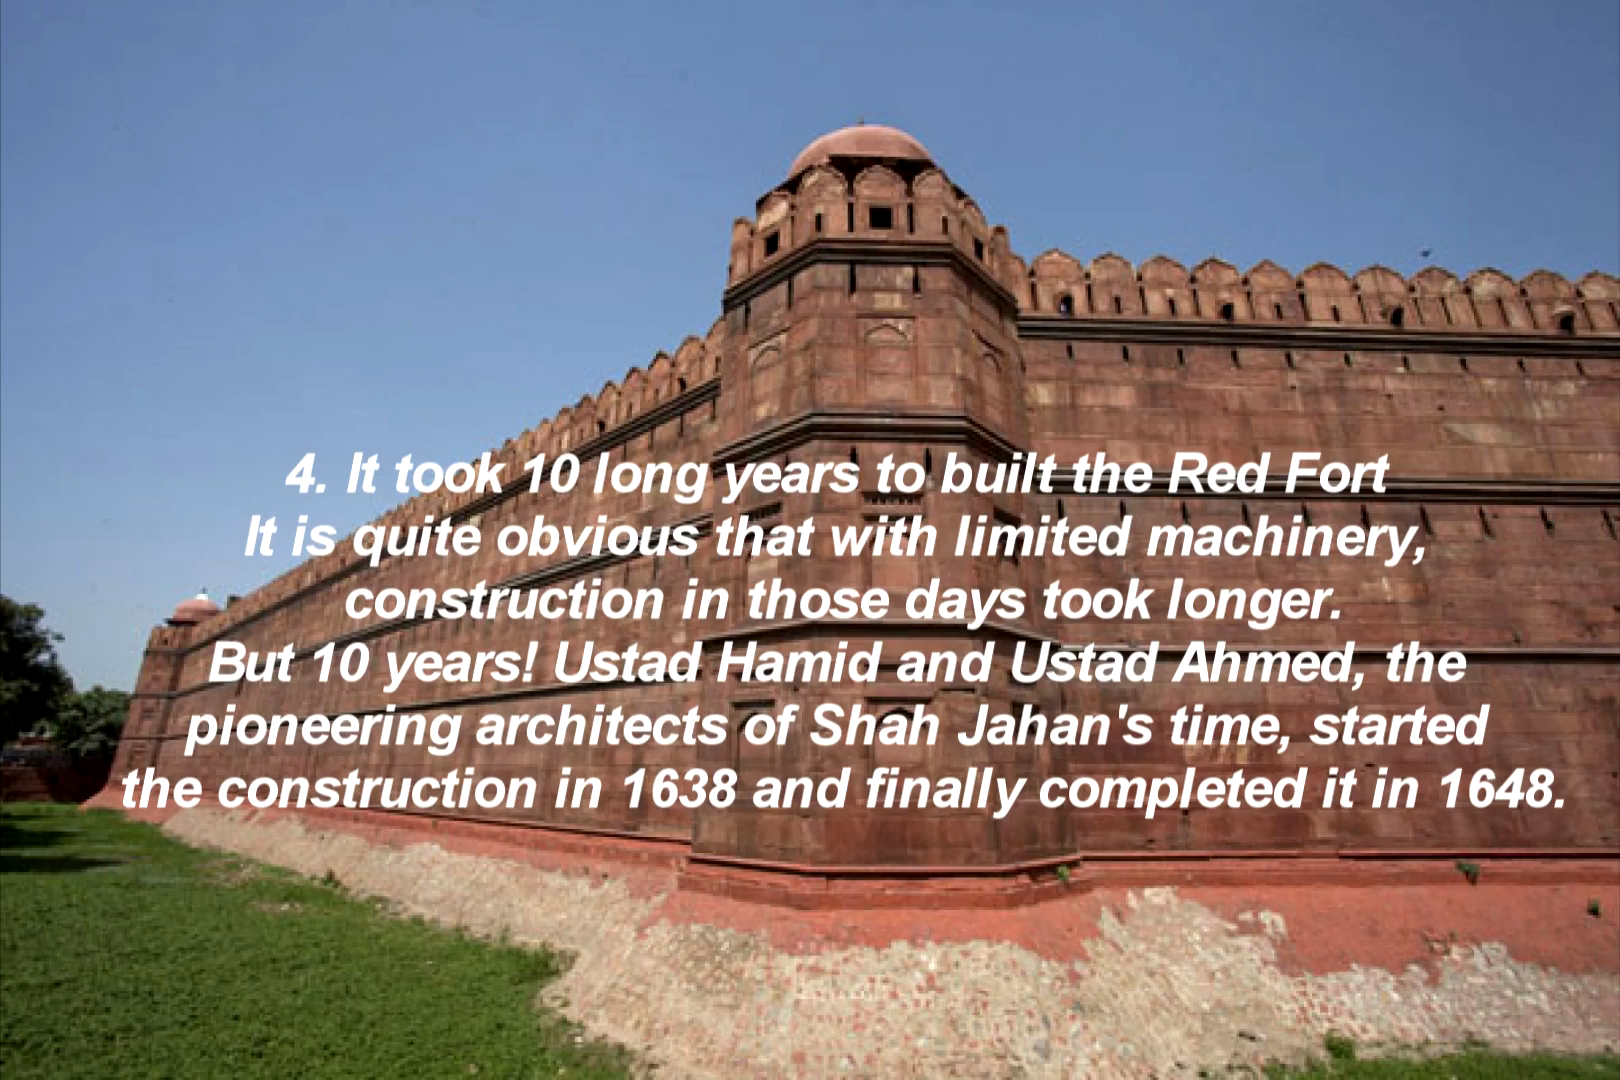 4. It took 10 long years to built the Red Fort
It is quite obvious that with limited machinery,
construction in those days took longer.
But 10 years! Ustad Hamid and Ustad Ahmed, the
pioneering architects of Shah Jahan's time, started
the construction in 1638 and finally completed it in 1648.